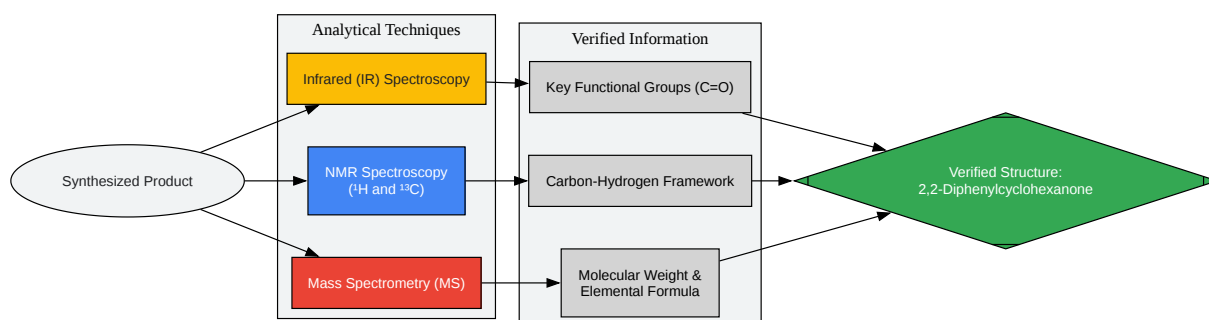 Analytical Techniques
Verified Information
Infrared (IR) Spectroscopy
Key Functional Groups (C=O)
Synthesized Product
NMR Spectroscopy
(¹H and ¹³C)
Carbon-Hydrogen Framework
Verified Structure:
2,2-Diphenylcyclohexanone
Mass Spectrometry (MS)
Molecular Weight &
Elemental Formula